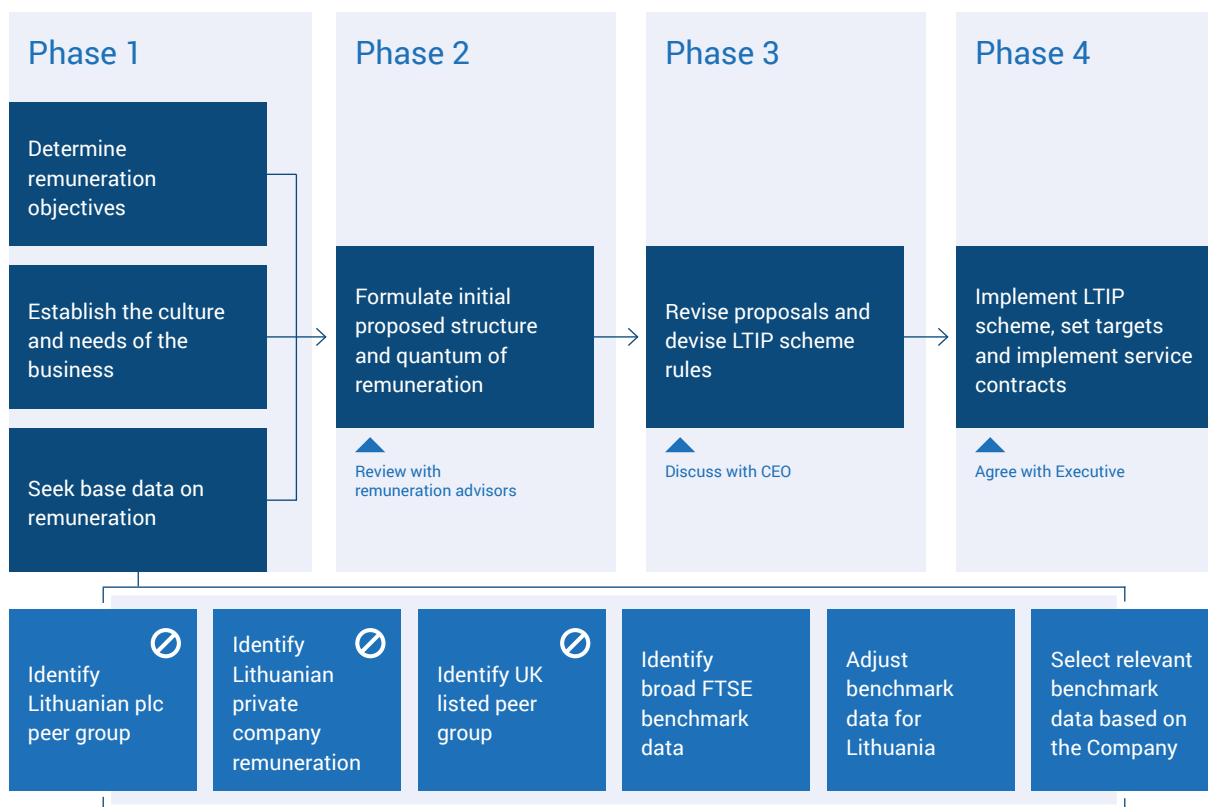 Phase 1
Determine
remuneration
objectives
Establish the culture
and needs of the
business
Seek base data on
remuneration
Phase 2
Formulate initial
proposed structure
and quantum of
remuneration
Review with
remuneration advisors
Phase 3
Revise proposals and
devise LTIP scheme
rules
Discuss with CEO
Phase 4
Implement LTIP
scheme, set targets
and implement service
contracts
Agree with Executive
Identify
Lithuanian plc
peer group
Identify
Lithuanian
private
company
remuneration
Identify UK
listed peer
group
Identify
broad FTSE
benchmark
data
Adjust
benchmark
data for
Lithuania
Select relevant
benchmark
data based on
the Company